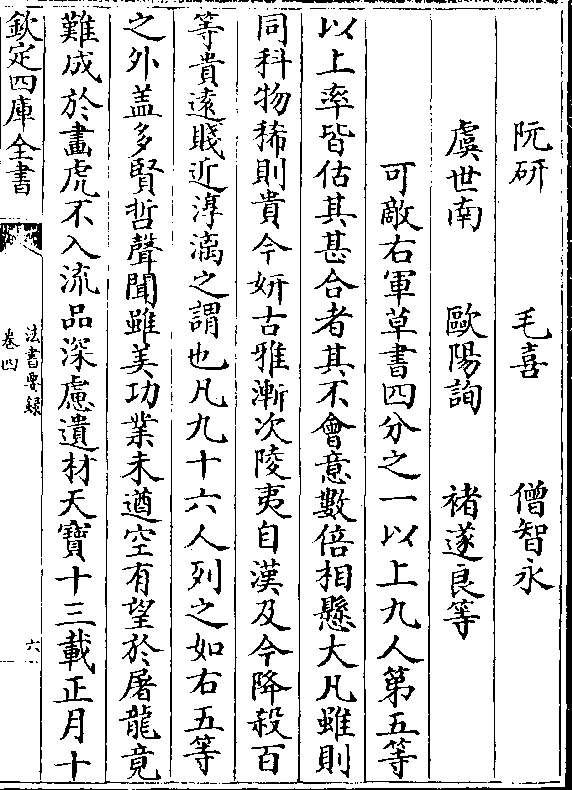 阮研　毛喜　僧智永
虞世南　歐陽詢　褚遂良等
可敵右軍草書四分之一以上九人第五等
以上率皆估其甚合者其不會意數倍相懸大凡雖則
同科物稀則貴今妍古雅漸次陵夷自漢及今降殺百
等貴遠賤近淳漓之謂也凡九十六人列之如右五等
之外蓋多賢哲聲聞雖美功業未遒空有望於屠龍竟
難成於畫虎不入流品深慮遺材天寶十三載正月十
欽定四庫全書
法書要録
卷四
六